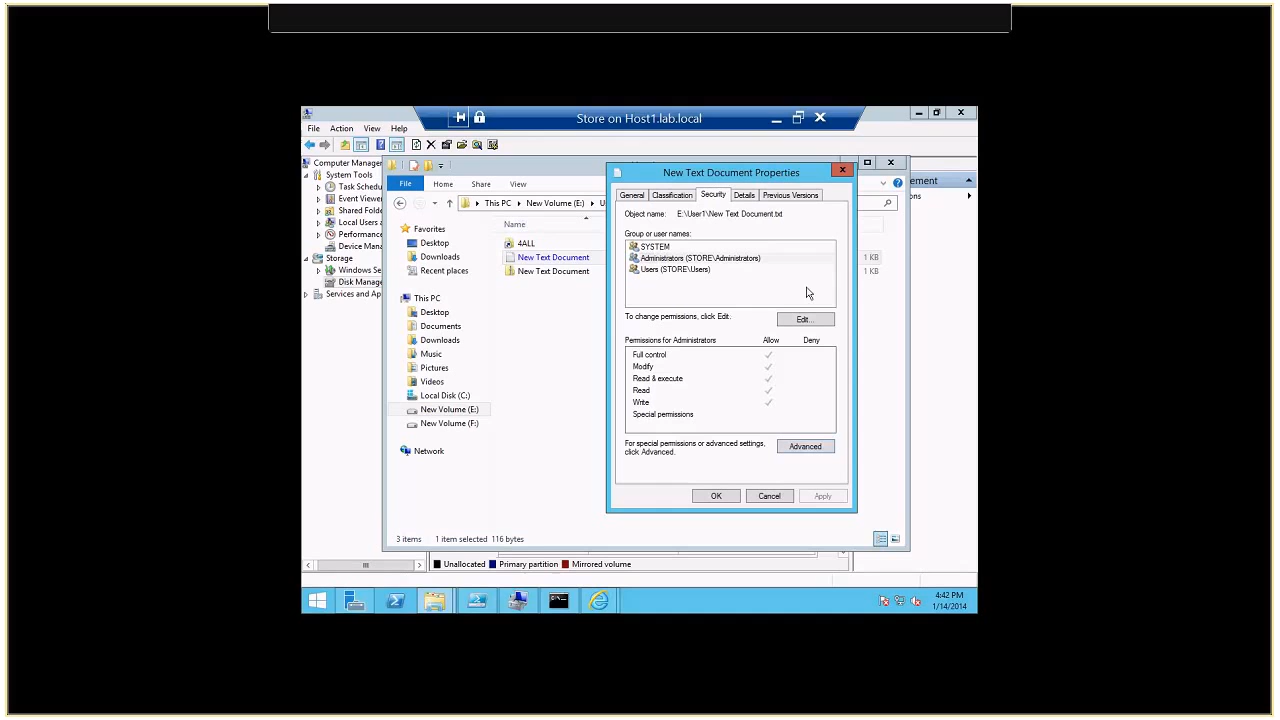 Store on Host1.lab.local
File Action View Help
Computer Manage
System Tools
Task Schedu
Event Viewe
Shared Folde
Local Users a
Performance
Device Mana
Storage
Windows Se
Disk Manage
Services and Ap
File Home Share View
This PC New Volume (E:) U
Name
Favorites
Desktop
Downloads
Recent places
This PC
Desktop
Documents
Downloads
Music
Pictures
Videos
Local Disk (C:)
New Volume (E:)
New Volume (F:)
Network
4ALL
New Text Document
New Text Document
1 KB
1 KB
3 items 1 item selected 116 bytes
New Text Document Properties
General Classification Security Details Previous Versions
Object name: E:\User1\New Text Document.txt
Group or user names:
SYSTEM
Administrators (STORE\Administrators)
Users (STORE\Users)
To change permissions, click Edit.
Edit...
Permissions for Administrators Allow Deny
Full control
Modify
Read & execute
Read
Write
Special permissions
For special permissions or advanced settings,
click Advanced.
Advanced
OK Cancel Apply
ement
ons
Unallocated Primary partition Mirrored volume
4:42 PM
1/14/2014